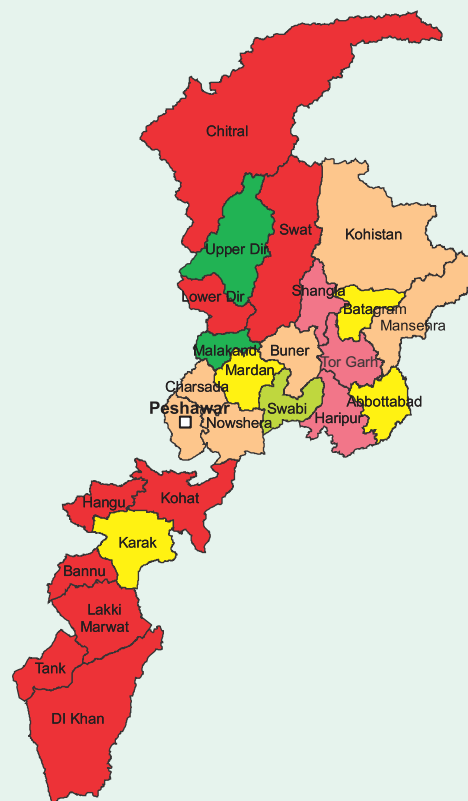 Chitral
Swat
Kohistan
Upper Dir
Shangla
Lower Dir
Batagram
Mansehra
Malakand
Buner
Tor Garh
Mardan
Charsada
Abbottabad
Peshawar
Swabi
Haripur
Nowshera
Kohat
Hangu
Karak
Bannu
Lakki
Marwat
Tank
DI Khan